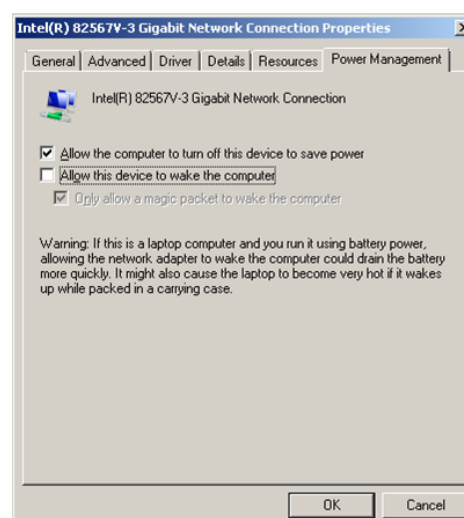 Intel(R) 82567V-3 Gigabit Network Connection Properties
General Advanced Driver Details Resources Power Management
Intel(R) 82567V-3 Gigabit Network Connection
Allow the computer to turn off this device to save power
Allow this device to wake the computer
Only allow a magic packet to wake the computer
Warning: If this is a laptop computer and you run it using battery power,
allowing the network adapter to wake the computer could drain the battery
more quickly. It might also cause the laptop to become very hot if it wakes
up while packed in a carrying case.
OK Cancel